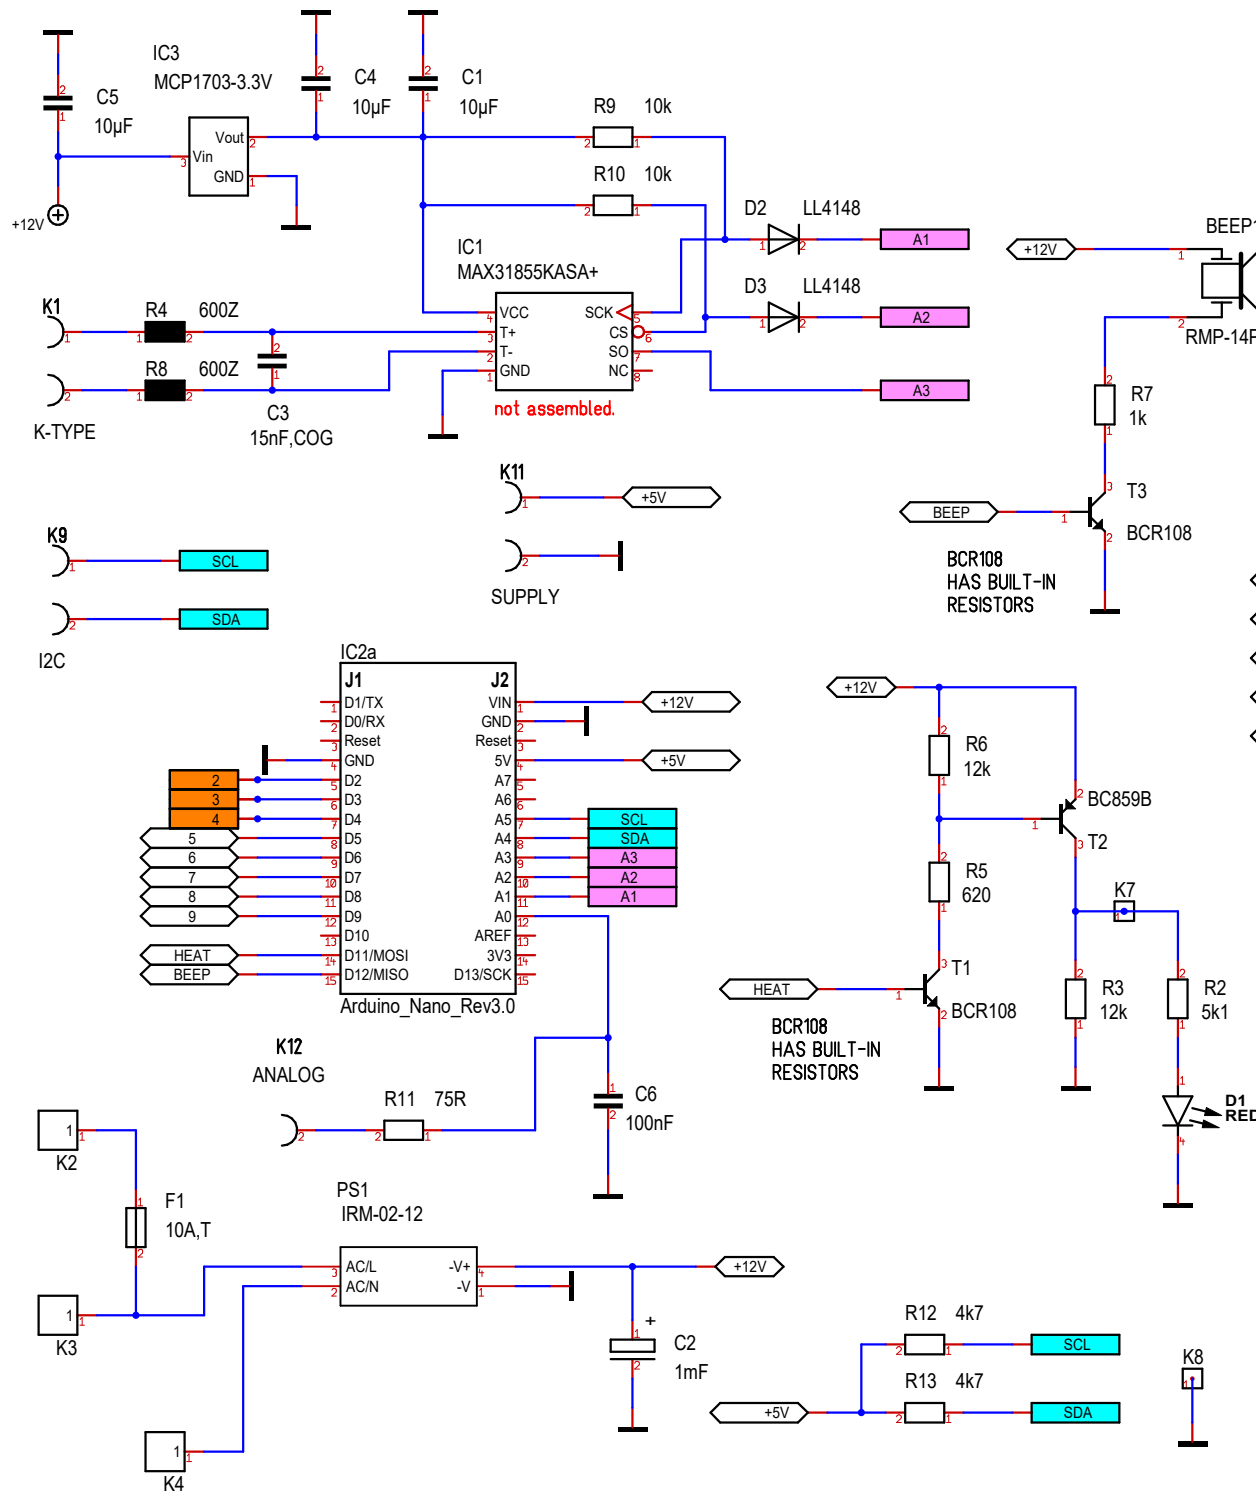 IC3
MCP1703-3.3V
C5
10µF
C4
10µF
C1
10µF
R9 10k
R10 10k
Vout
Vin
GND
+12V
IC1
MAX31855KASA+
VCC
T+
T-
GND
SCK
CS
SO
NC
not assembled.
D2 LL4148
D3 LL4148
A1
A2
A3
K1
R4 600Z
R8 600Z
K-TYPE
C3
15nF,COG
+12V
BEEP1
RMP-14P
R7
1k
T3
BCR108
BEEP
BCR108
HAS BUILT-IN
RESISTORS
K11
+5V
SUPPLY
K9
SCL
SDA
I2C
IC2a
J1
J2
D1/TX
D0/RX
Reset
GND
D2
D3
D4
D5
D6
D7
D8
D9
D10
D11/MOSI
D12/MISO
VIN
GND
Reset
5V
A7
A6
A5
A4
A3
A2
A1
A0
AREF
3V3
D13/SCK
Arduino_Nano_Rev3.0
2
3
4
5
6
7
8
9
HEAT
BEEP
+12V
+5V
SCL
SDA
A3
A2
A1
+12V
R6
12k
BC859B
T2
R5
620
K7
T1
BCR108
HEAT
BCR108
HAS BUILT-IN
RESISTORS
R3
12k
R2
5k1
D1
RED
K12
ANALOG
R11 75R
C6
100nF
K2
F1
10A,T
K3
K4
PS1
IRM-02-12
AC/L
AC/N
-V+
-V
+12V
C2
1mF
+
R12 4k7
SCL
R13 4k7
SDA
+5V
K8